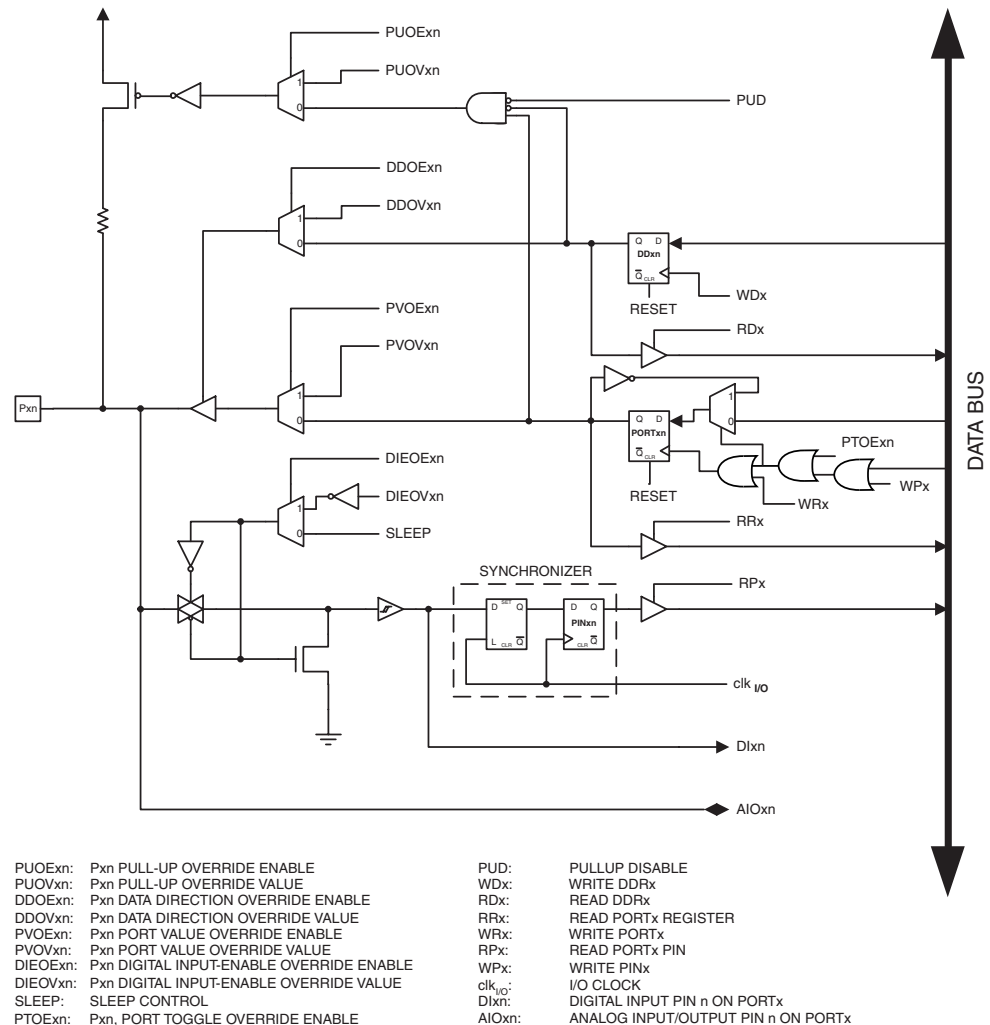 PUOExn
PUOVxn
1
0
PUD
DDOExn
DDOVxn
1
0
Q D
DDxn
Q CLR
WDx
RESET
RDx
PVOExn
PVOVxn
1
0
Pxn
1
0
Q D
PORTxn
Q CLR
PTOExn
WPx
WRx
RESET
RRx
DATA BUS
DIEOExn
DIEOVxn
1
0
SLEEP
SYNCHRONIZER
D SET Q
L CLR Q
D Q
PINxn
CLR Q
RPx
clk I/O
DIxn
AIOxn
PUOExn: Pxn PULL-UP OVERRIDE ENABLE
PUOVxn: Pxn PULL-UP OVERRIDE VALUE
DDOExn: Pxn DATA DIRECTION OVERRIDE ENABLE
DDOVxn: Pxn DATA DIRECTION OVERRIDE VALUE
PVOExn: Pxn PORT VALUE OVERRIDE ENABLE
PVOVxn: Pxn PORT VALUE OVERRIDE VALUE
DIEOExn: Pxn DIGITAL INPUT-ENABLE OVERRIDE ENABLE
DIEOVxn: Pxn DIGITAL INPUT-ENABLE OVERRIDE VALUE
SLEEP: SLEEP CONTROL
PTOExn: Pxn, PORT TOGGLE OVERRIDE ENABLE
PUD: PULLUP DISABLE
WDx: WRITE DDRx
RDx: READ DDRx
RRx: READ PORTx REGISTER
WRx: WRITE PORTx
RPx: READ PORTx PIN
WPx: WRITE PINx
clkI/O: I/O CLOCK
DIxn: DIGITAL INPUT PIN n ON PORTx
AIOxn: ANALOG INPUT/OUTPUT PIN n ON PORTx